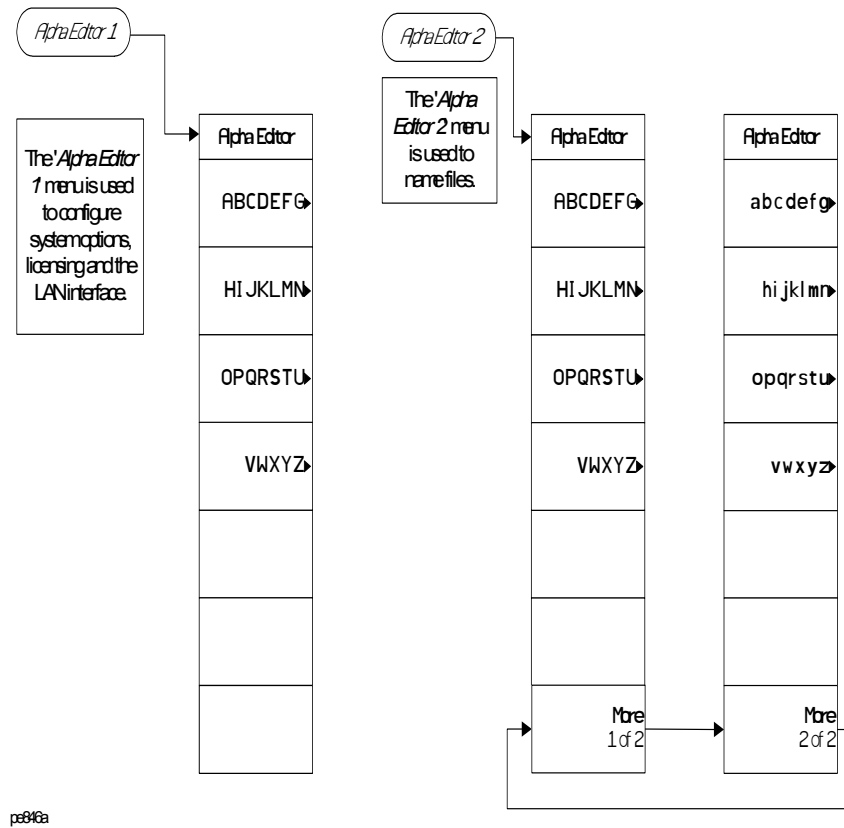 Alpha Editor 1
The 'Alpha Editor
1 menu is used
to configure
system options,
licensing and the
LAN interface.
Alpha Editor
ABCDEFG
HIJKLMN
OPQRSTU
VWXYZ
Alpha Editor 2
The 'Alpha
Editor 2 menu
is used to
name files.
Alpha Editor
ABCDEFG
HIJKLMN
OPQRSTU
VWXYZ
More
1 of 2
Alpha Editor
abcdefg
hijklmn
opqrstu
vwxyz
More
2 of 2
pe846a